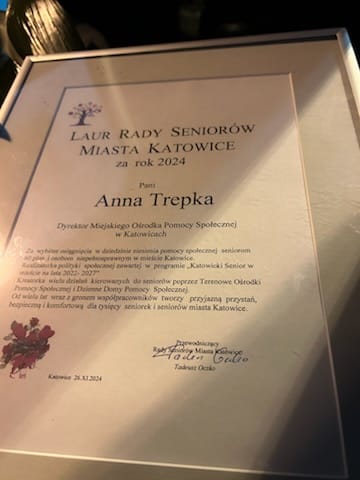 LAUR RADY SENIORÓW
MIASTA KATOWICE
za rok 2024
Pani
Anna Trepka
Dyrektor Miejskiego Ośrodka Pomocy Społecznej
w Katowicach
Za wybitne osiągnięcia w dziedzinie niesienia pomocy społecznej seniorom
60 plus i osobom niepełnosprawnym w mieście Katowice.
Realizatorka polityki społecznej zawartej w programie „Katowicki Senior w
mieście na lata 2022- 2027"
Kreatorka wielu działań kierowanych do seniorów poprzez Terenowe Ośrodki
Pomocy Społecznej i Dzienne Domy Pomocy Społecznej.
Od wielu lat wraz z gronem współpracowników tworzy przyjazną przystań,
bezpieczną i komfortową dla tysięcy seniorek i seniorów miasta Katowice.
Przewodniczący
Rady Seniorów Miasta Katowice
Tadeusz Oczko
Katowice 26.XI.2024